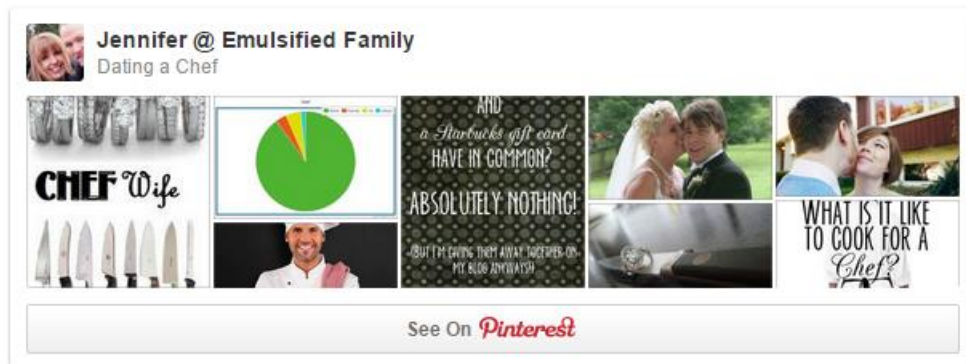 Jennifer @ Emulsified Family
Dating a Chef
CHEF Wife
AND
a Starbucks gift card
HAVE IN COMMON?
ABSOLUTELY NOTHING!
(BUT I'M GIVING THEM AWAY TOGETHER ON
MY BLOG ANYWAYS!)
WHAT IS IT LIKE
TO COOK FOR A
Chef?
See On Pinterest